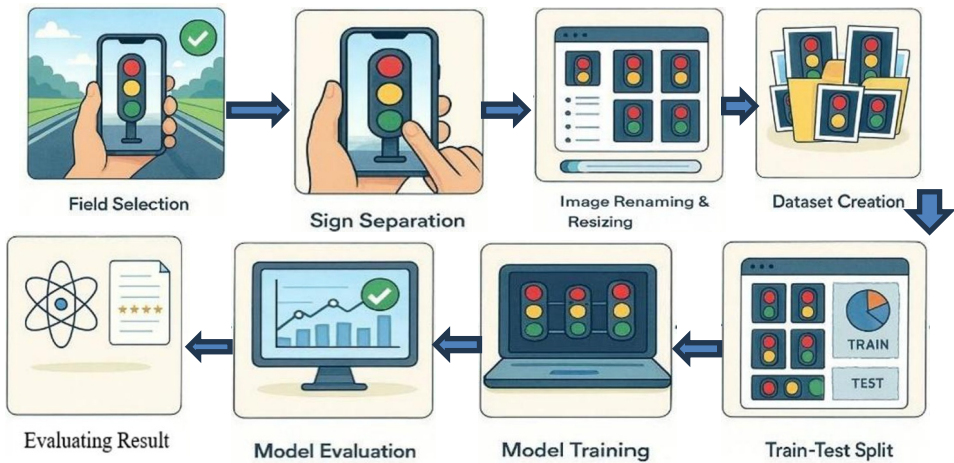 Field Selection
Sign Separation
Image Renaming &
Resizing
Dataset Creation
TRAIN
TEST
Train-Test Split
Model Training
Model Evaluation
Evaluating Result